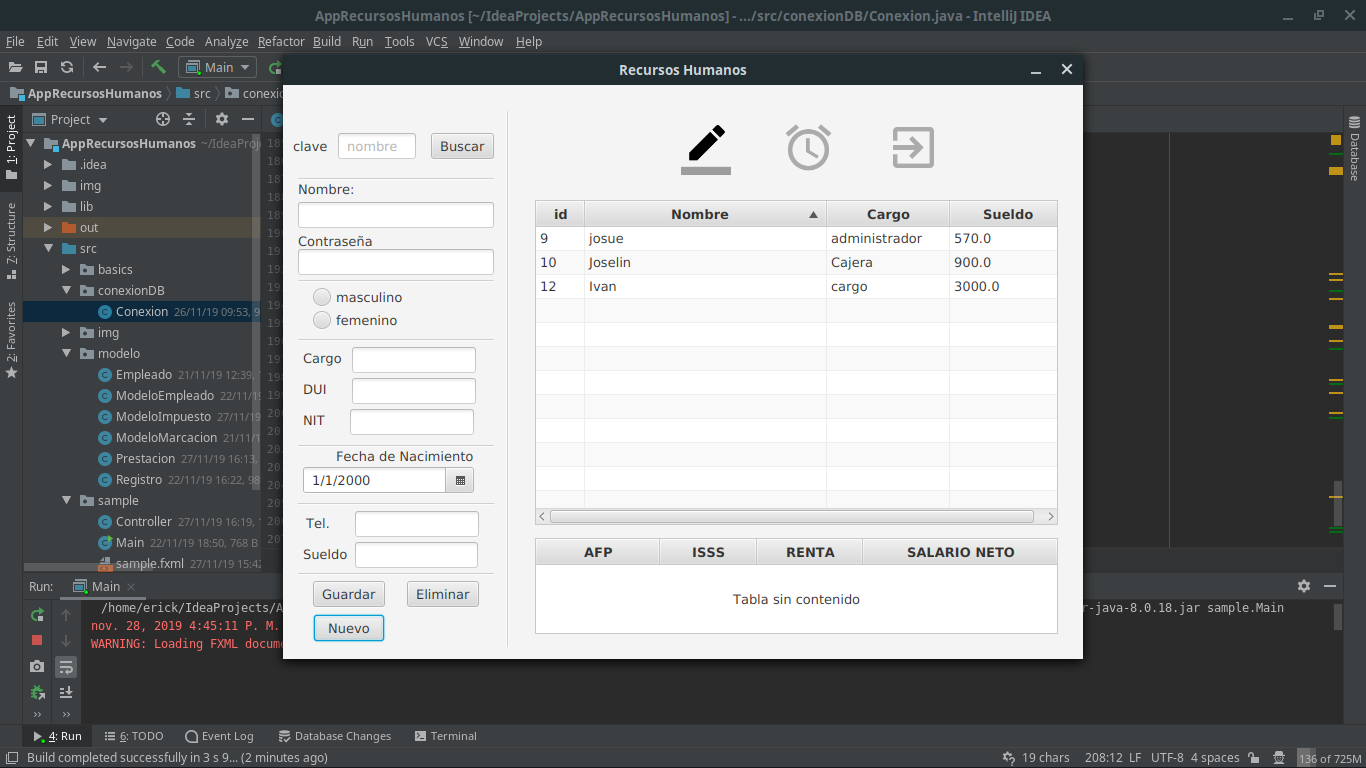 AppRecursosHumanos [~/IdeaProjects/AppRecursosHumanos] - .../src/conexionDB/Conexion.java - IntelliJ IDEA
File Edit View Navigate Code Analyze Refactor Build Run Tools VCS Window Help
Main
AppRecursosHumanos src conexio
Recursos Humanos
1: Project
Z: Structure
2: Favorites
Database
Project
AppRecursosHumanos ~/IdeaProj
.idea
img
lib
out
src
basics
conexionDB
Conexion 26/11/19 09:53, 9
img
modelo
Empleado 21/11/19 12:39,
ModeloEmpleado 22/11/19
ModeloImpuesto 27/11/19
ModeloMarcacion 21/11/1
Prestacion 27/11/19 16:13,
Registro 22/11/19 16:22, 98
sample
Controller 27/11/19 16:19, 1
Main 22/11/19 18:50, 768 B
sample.fxml 27/11/19 15:42
clave nombre Buscar
Nombre:
Contraseña
masculino
femenino
Cargo
DUI
NIT
Fecha de Nacimiento
1/1/2000
Tel.
Sueldo
Guardar Eliminar
Nuevo
id Nombre Cargo Sueldo
9 josue administrador 570.0
10 Joselin Cajera 900.0
12 Ivan cargo 3000.0
AFP ISSS RENTA SALARIO NETO
Tabla sin contenido
Run: Main
/home/erick/IdeaProjects/A r-java-8.0.18.jar sample.Main
nov. 28, 2019 4:45:11 P. M.
WARNING: Loading FXML docume
4: Run 6: TODO Event Log Database Changes Terminal
Build completed successfully in 3 s 9... (2 minutes ago) 19 chars 208:12 LF UTF-8 4 spaces 136 of 725M